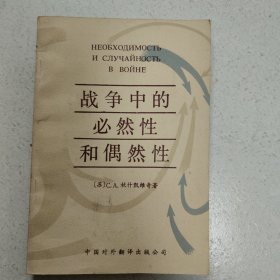 НЕОБХОДИМОСТЬ
И СЛУЧАЙНОСТЬ
В ВОЙНЕ
战争中的
必然性
和偶然性
〔苏〕С.А.秋什凯维奇著
中国对外翻译出版公司